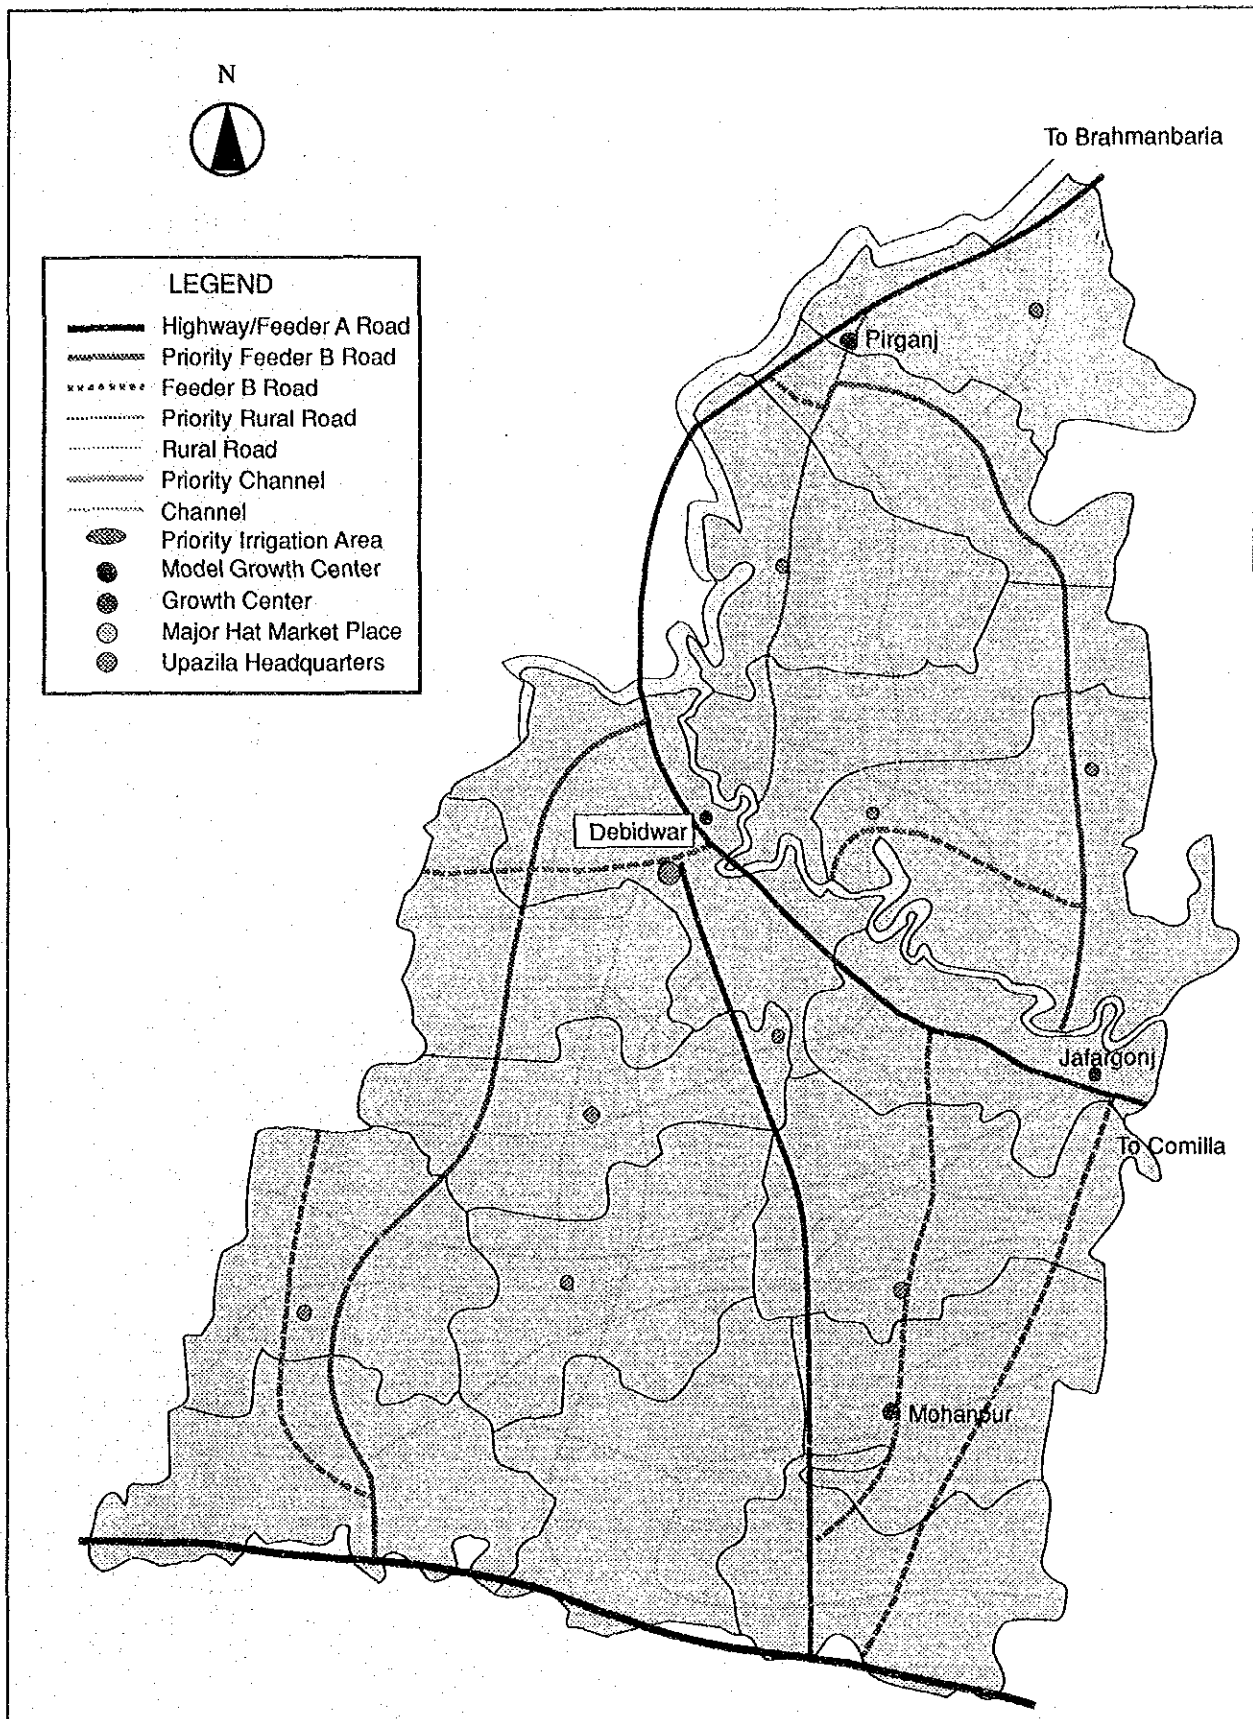 N
To Brahmanbaria
LEGEND
Highway/Feeder A Road
Priority Feeder B Road
Feeder B Road
Priority Rural Road
Rural Road
Priority Channel
Channel
Priority Irrigation Area
Model Growth Center
Growth Center
Major Hat Market Place
Upazila Headquarters
Pirganj
Debidwar
Jafargonj
To Comilla
Mohanpur